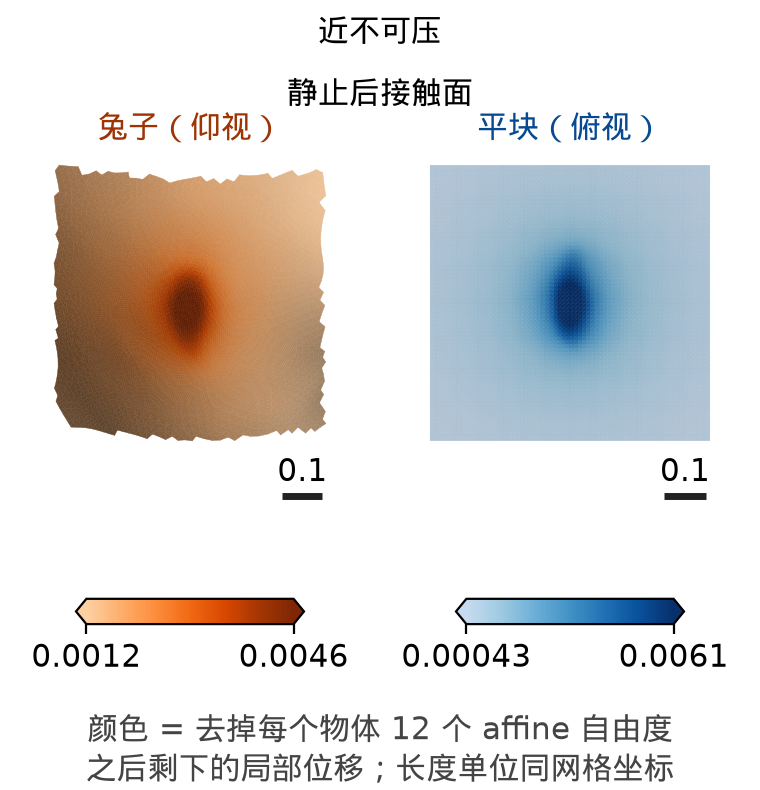 近不可压
静止后接触面
兔子（仰视）
平块（俯视）
0.1
0.1
0.0012
0.0046
0.00043
0.0061
颜色 = 去掉每个物体 12 个 affine 自由度
之后剩下的局部位移；长度单位同网格坐标